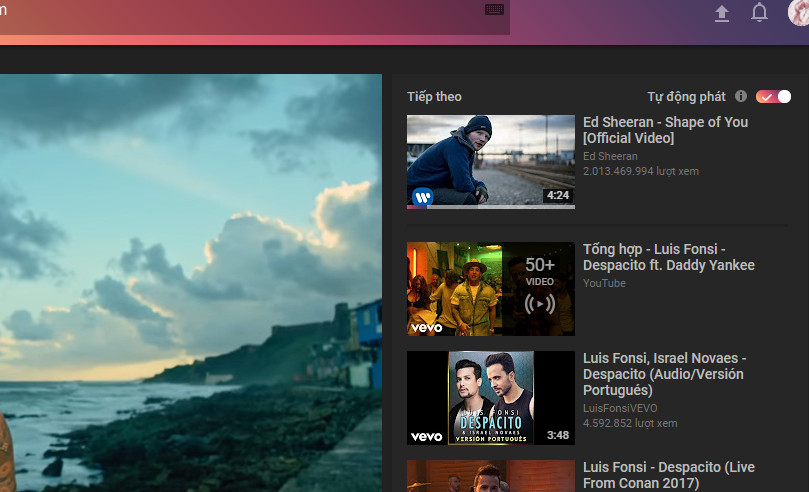 m
Tiếp theo
Tự động phát
Ed Sheeran - Shape of You
[Official Video]
Ed Sheeran
2.013.469.994 lượt xem
4:24
Tổng hợp - Luis Fonsi -
Despacito ft. Daddy Yankee
YouTube
50+
VIDEO
vevo
Luis Fonsi, Israel Novaes -
Despacito (Audio/Versión
Portugués)
LuisFonsiVEVO
4.592.852 lượt xem
LUIS FONSI
DESPACITO
& ISRAEL NOVAES
VERSIÓN PORTUGUÉS
vevo
3:48
Luis Fonsi - Despacito (Live
From Conan 2017)